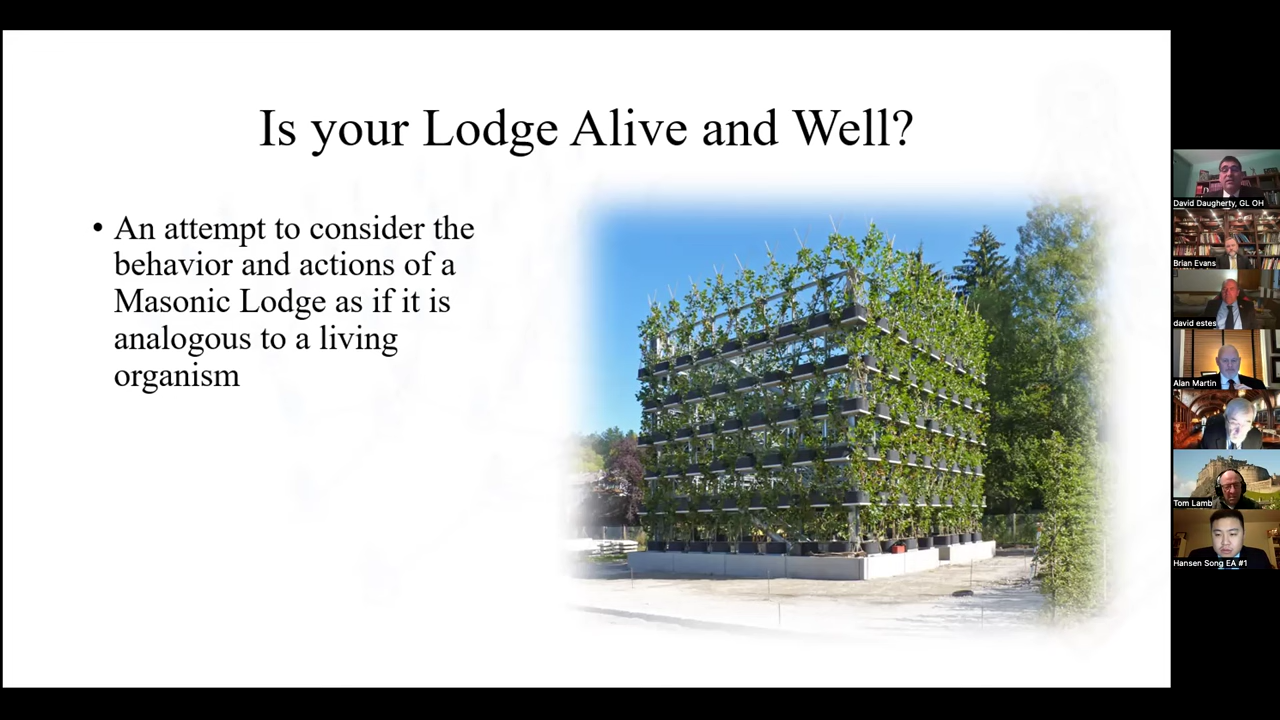 Is your Lodge Alive and Well?
• An attempt to consider the
behavior and actions of a
Masonic Lodge as if it is
analogous to a living
organism
David Daugherty, GL OH
Brian Evans
david estes
Alan Martin
Tom Lamb
Hansen Song EA #1